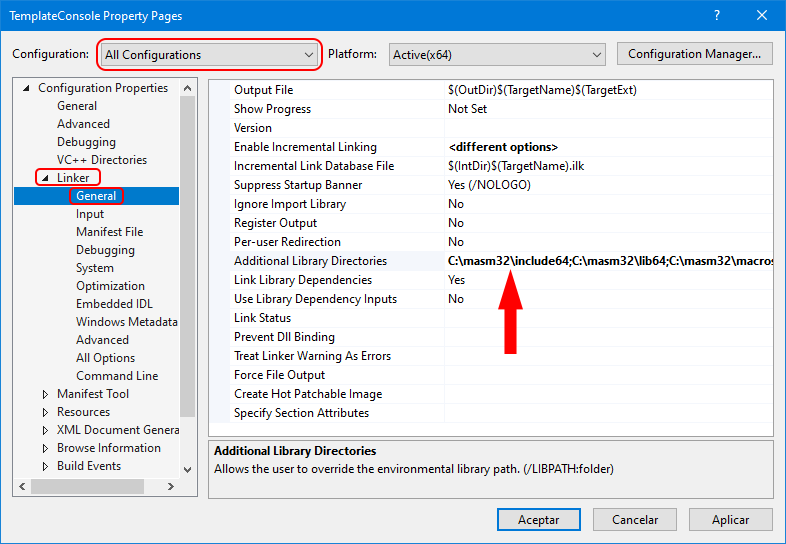 TemplateConsole Property Pages
Configuration: All Configurations Platform: Active(x64) Configuration Manager...
Configuration Properties
General
Advanced
Debugging
VC++ Directories
Linker
General
Input
Manifest File
Debugging
System
Optimization
Embedded IDL
Windows Metadata
Advanced
All Options
Command Line
Manifest Tool
Resources
XML Document Genera
Browse Information
Build Events
Output File $(OutDir)$(TargetName)$(TargetExt)
Show Progress Not Set
Version
Enable Incremental Linking <different options>
Incremental Link Database File $(IntDir)$(TargetName).ilk
Suppress Startup Banner Yes (/NOLOGO)
Ignore Import Library No
Register Output No
Per-user Redirection No
Additional Library Directories C:\masm32\include64;C:\masm32\lib64;C:\masm32\macros
Link Library Dependencies Yes
Use Library Dependency Inputs No
Link Status
Prevent Dll Binding
Treat Linker Warning As Errors
Force File Output
Create Hot Patchable Image
Specify Section Attributes
Additional Library Directories
Allows the user to override the environmental library path. (/LIBPATH:folder)
Aceptar Cancelar Aplicar